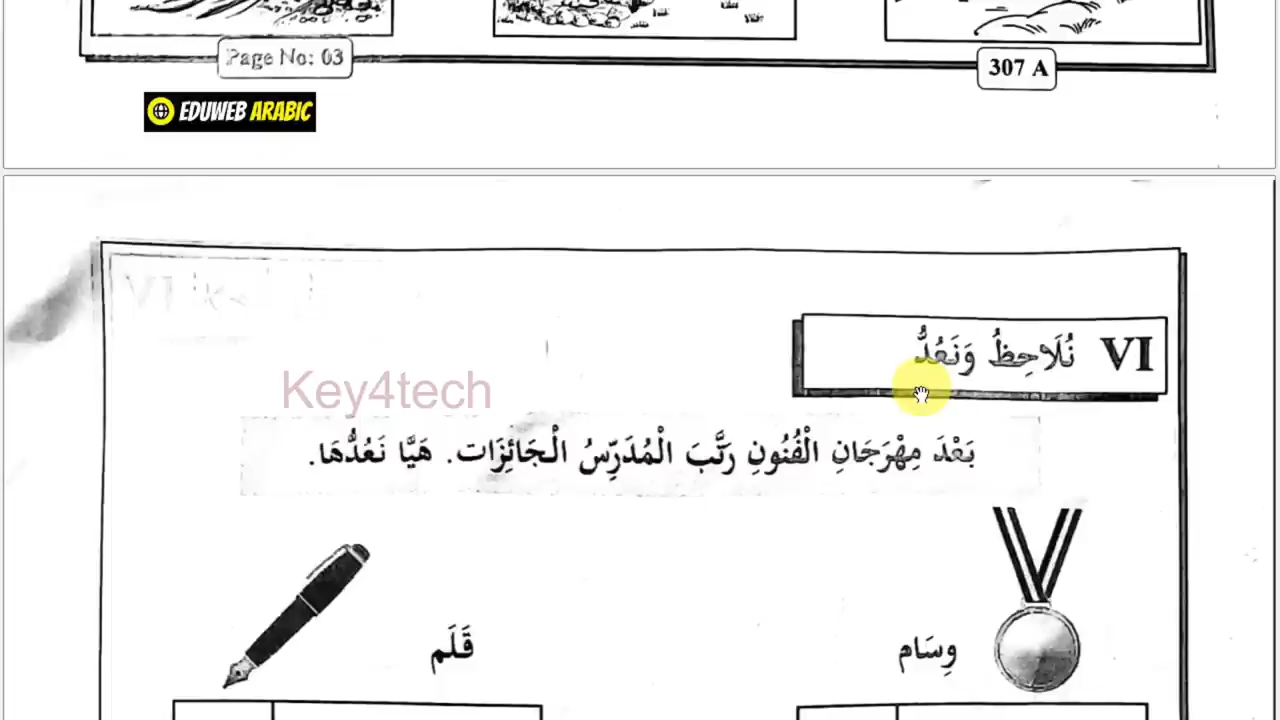 Page No: 03
307 A
EDUWEB ARABIC
VI نُلَاحِظُ وَنَعُدُّ
Key4tech
بَعْدَ مِهْرَجَانِ الْفُنُونِ رَتَّبَ الْمُدَرِّسُ الْجَائِزَات. هَيَّا نَعُدُّهَا.
وِسَام
قَلَم